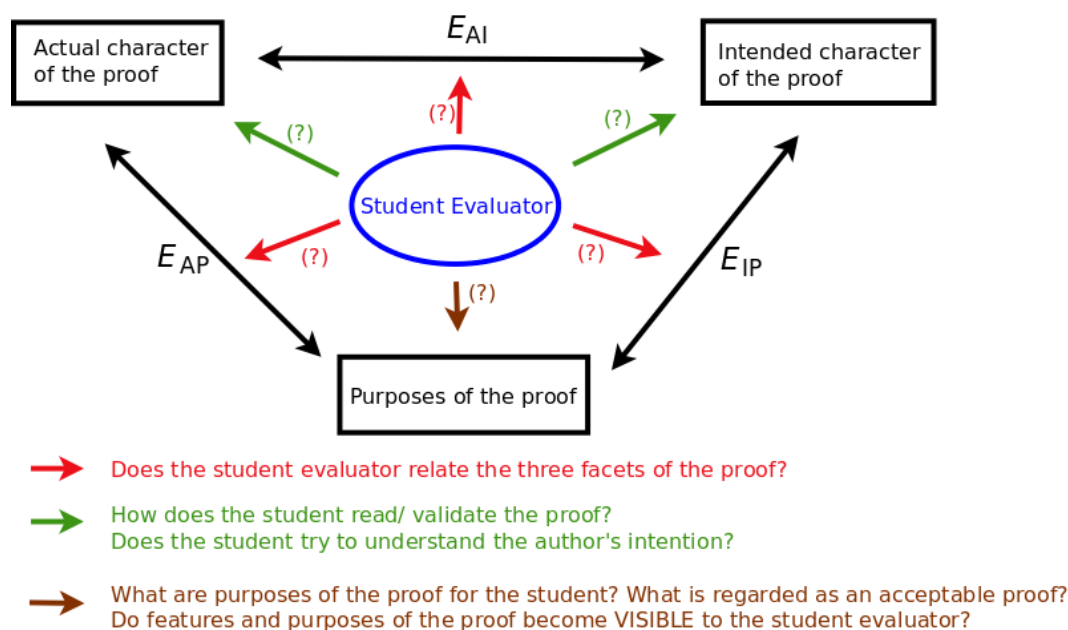 E_AI
Actual character
of the proof
Intended character
of the proof
(?)
(?)
(?)
Student Evaluator
E_AP
(?)
(?)
E_IP
(?)
Purposes of the proof
Does the student evaluator relate the three facets of the proof?
How does the student read/ validate the proof?
Does the student try to understand the author's intention?
What are purposes of the proof for the student? What is regarded as an acceptable proof?
Do features and purposes of the proof become VISIBLE to the student evaluator?